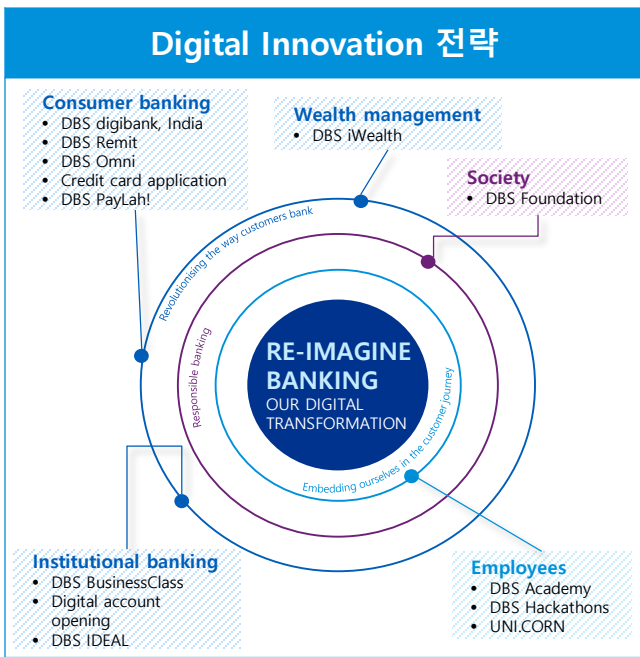 Digital Innovation 전략
Consumer banking
• DBS digibank, India
• DBS Remit
• DBS Omni
• Credit card application
• DBS PayLah!
Wealth management
• DBS iWealth
Society
• DBS Foundation
Revolutionising the way customers bank
Responsible banking
RE-IMAGINE
BANKING
OUR DIGITAL
TRANSFORMATION
Embedding ourselves in the customer journey
Institutional banking
• DBS BusinessClass
• Digital account
opening
• DBS IDEAL
Employees
• DBS Academy
• DBS Hackathons
• UNI.CORN